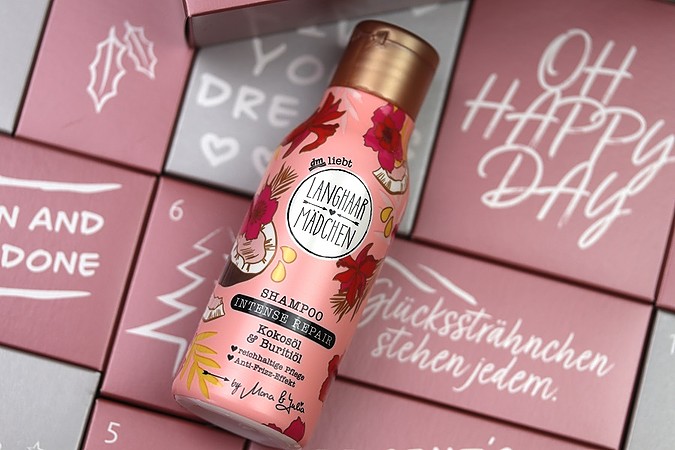 YO
DRE
OH
HAPPY
DAY
N AND
DONE
6
dm liebt
LANGHAAR
MÄDCHEN
SHAMPOO
INTENSE REPAIR
Kokosöl
& Buritiöl
reichhaltige Pflege
Anti-Frizz-Effekt
by Mona & Julia
Glückssträhnchen
stehen jedem.
5